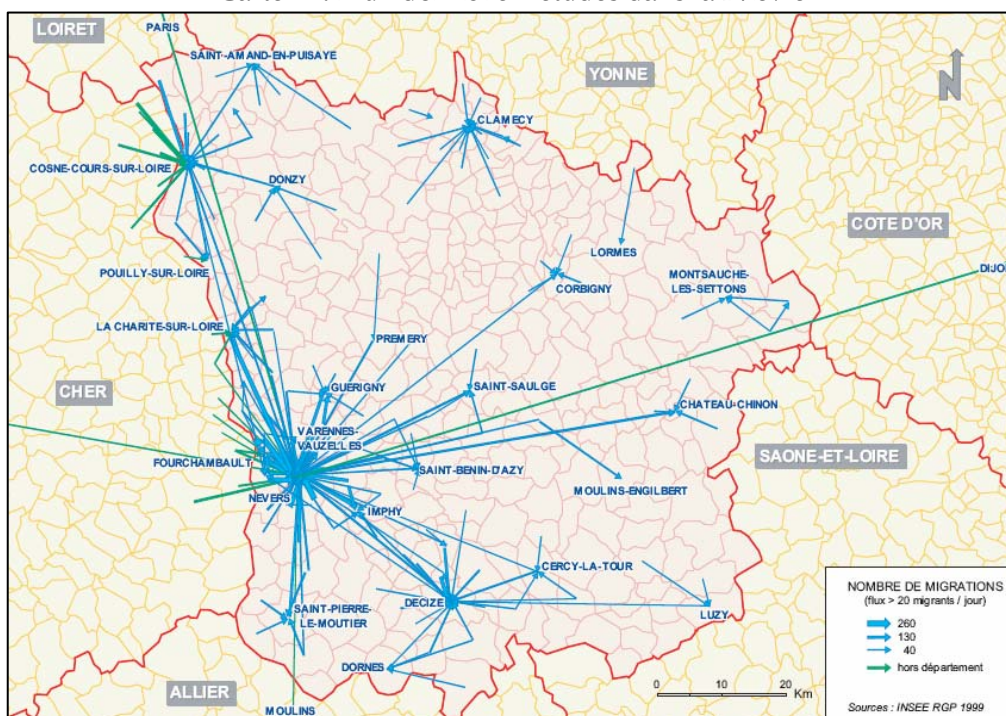 LOIRET
PARIS
SAINT-AMAND-EN-PUISAYE
YONNE
N
CLAMECY
COSNE-COURS-SUR-LOIRE
DONZY
COTE D'OR
LORMES
POUILLY-SUR-LOIRE
CORBIGNY
MONTSAUCHE-
LES-SETTONS
DIJO
LA CHARITE-SUR-LOIRE
PREMERY
CHER
GUERIGNY
SAINT-SAULGE
CHATEAU-CHINON
VARENNES-
VAUZELLES
SAONE-ET-LOIRE
FOURCHAMBAULT
SAINT-BENIN-D'AZY
MOULINS-ENGILBERT
NEVERS
IMPHY
CERCY-LA-TOUR
DECIZE
LUZY
SAINT-PIERRE-
LE-MOUTIER
DORNES
ALLIER
MOULINS
0 10 20
Km
NOMBRE DE MIGRATIONS
(flux > 20 migrants / jour)
260
130
40
hors département
Sources : INSEE RGP 1999